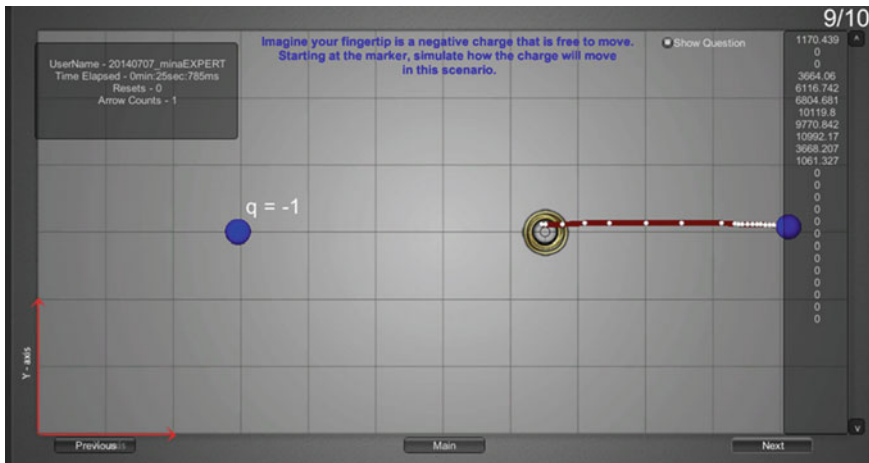 9/10
Imagine your fingertip is a negative charge that is free to move.
Starting at the marker, simulate how the charge will move
in this scenario.
Show Question
UserName - 20140707_minaEXPERT
Time Elapsed - 0min:25sec:785ms
Resets - 0
Arrow Counts - 1
1170.439
0
0
3664.06
6116.742
6804.681
10119.8
9770.842
10992.17
3668.207
1061.327
0
0
0
0
0
0
0
0
0
0
0
0
0
q = -1
Y - axis
Previous
Main
Next